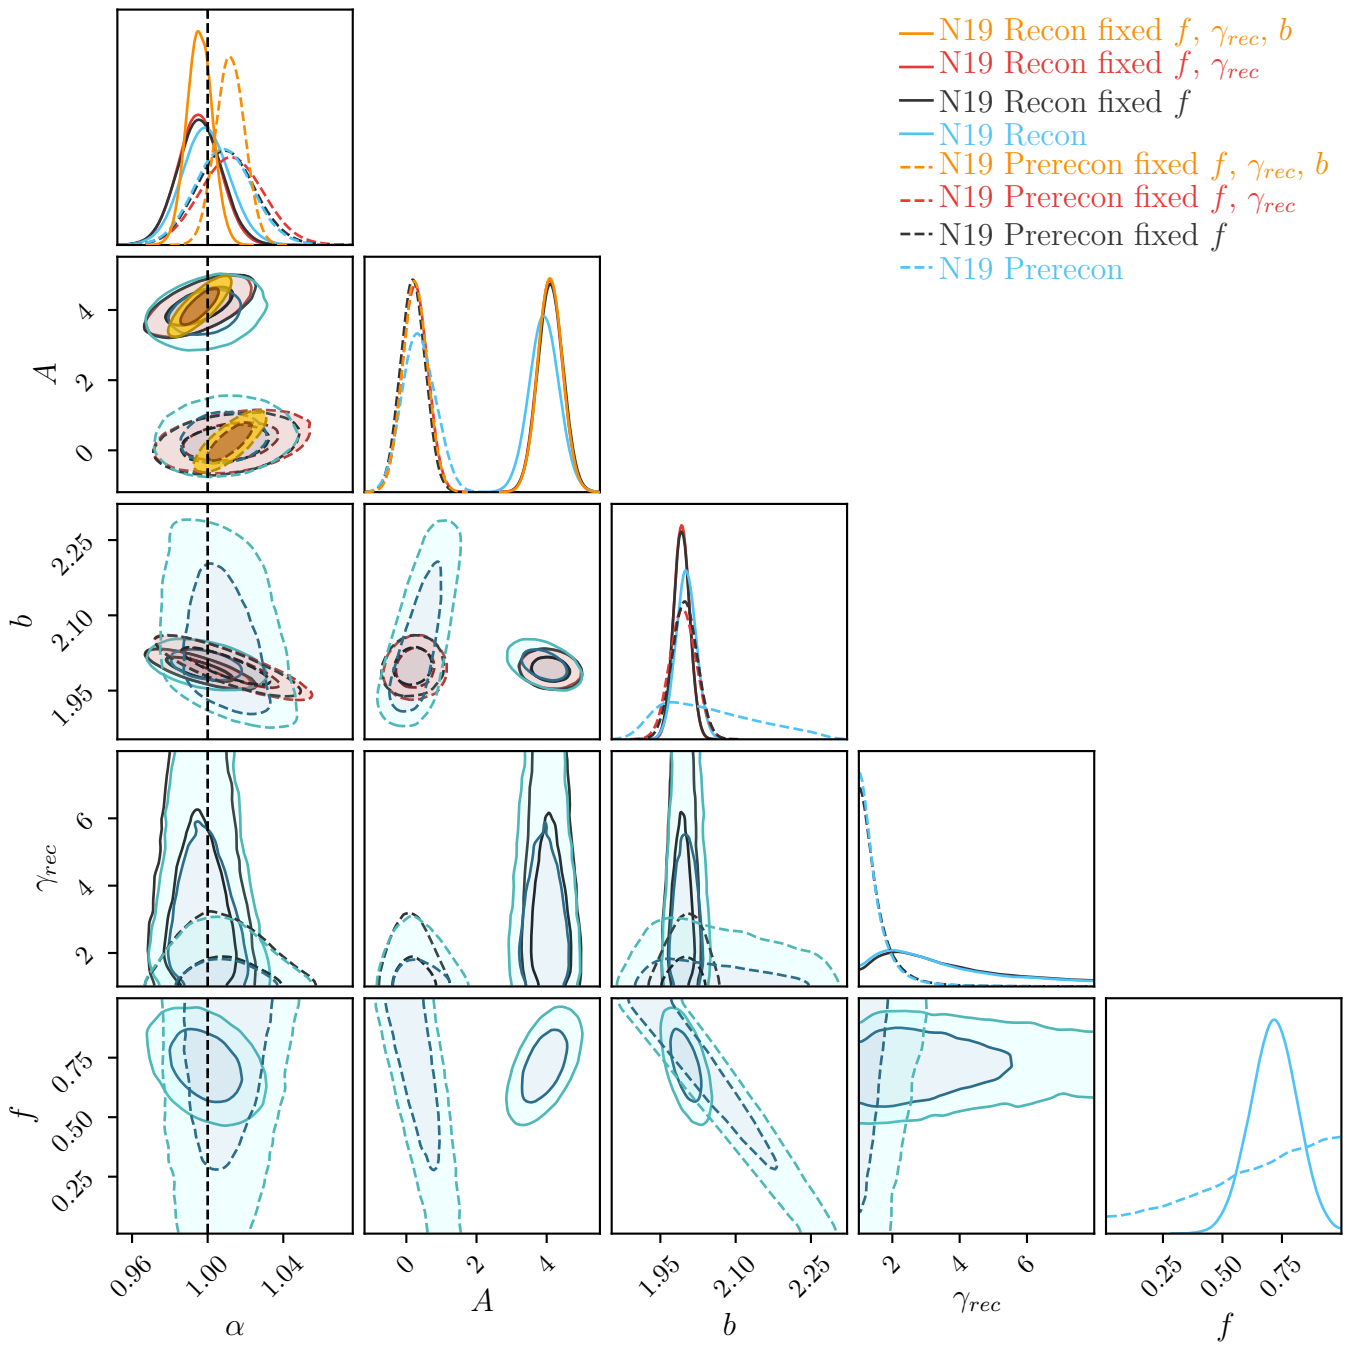 N19 Recon fixed f, γrec, b
N19 Recon fixed f, γrec
N19 Recon fixed f
N19 Recon
N19 Prerecon fixed f, γrec, b
N19 Prerecon fixed f, γrec
N19 Prerecon fixed f
N19 Prerecon
4
2
0
A
2.25
2.10
1.95
b
6
4
2
γrec
0.75
0.50
0.25
f
0.96 1.00 1.04
α
0 2 4
A
1.95 2.10 2.25
b
2 4 6
γrec
0.25 0.50 0.75
f